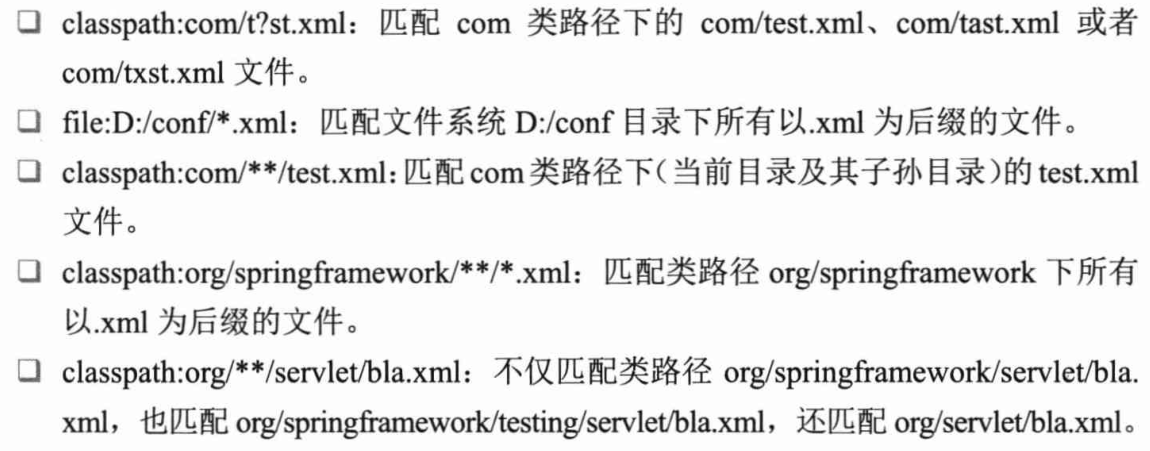 ❑ classpath:com/t?st.xml：匹配 com 类路径下的 com/test.xml、com/tast.xml 或者
com/txst.xml 文件。
❑ file:D:/conf/*.xml：匹配文件系统 D:/conf 目录下所有以.xml 为后缀的文件。
❑ classpath:com/**/test.xml：匹配 com 类路径下（当前目录及其子孙目录）的 test.xml
文件。
❑ classpath:org/springframework/**/*.xml：匹配类路径 org/springframework 下所有
以.xml 为后缀的文件。
❑ classpath:org/**/servlet/bla.xml：不仅匹配类路径 org/springframework/servlet/bla.
xml，也匹配 org/springframework/testing/servlet/bla.xml，还匹配 org/servlet/bla.xml。